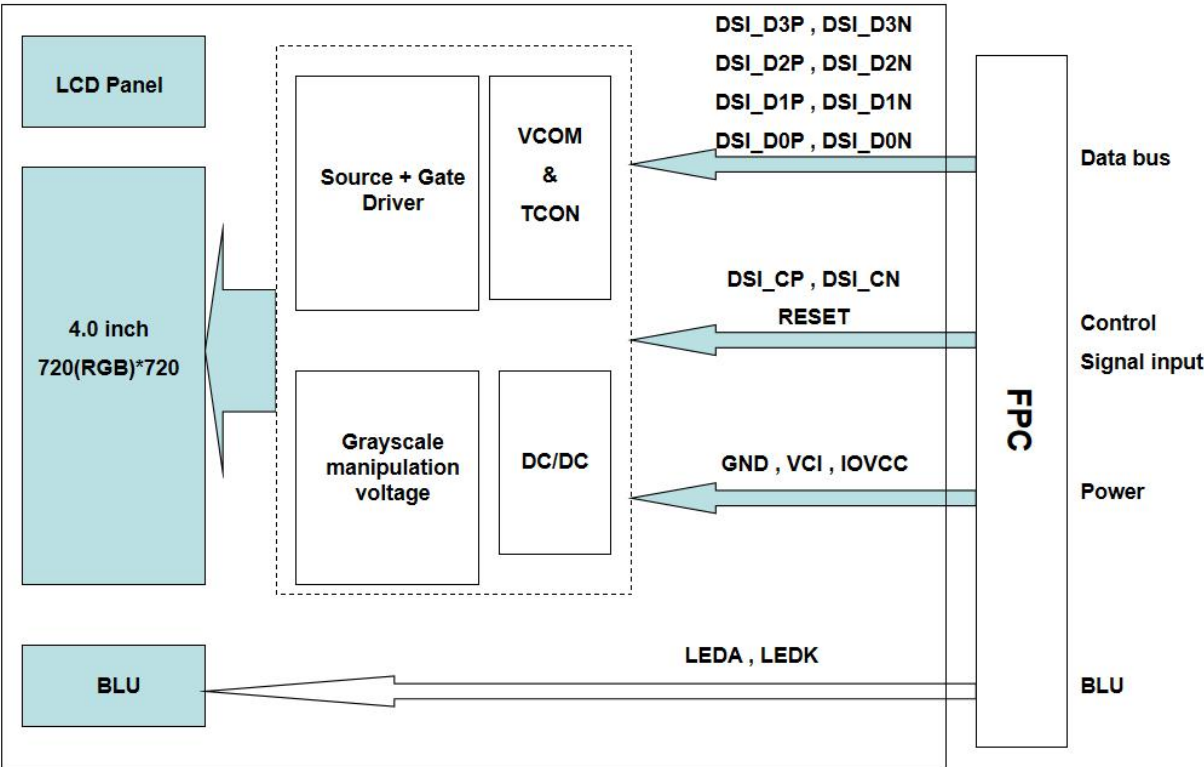 LCD Panel
4.0 inch
720(RGB)*720
BLU
Source + Gate
Driver
VCOM
&
TCON
Grayscale
manipulation
voltage
DC/DC
DSI_D3P , DSI_D3N
DSI_D2P , DSI_D2N
DSI_D1P , DSI_D1N
DSI_D0P , DSI_D0N
DSI_CP , DSI_CN
RESET
GND , VCI , IOVCC
LEDA , LEDK
FPC
Data bus
Control
Signal input
Power
BLU